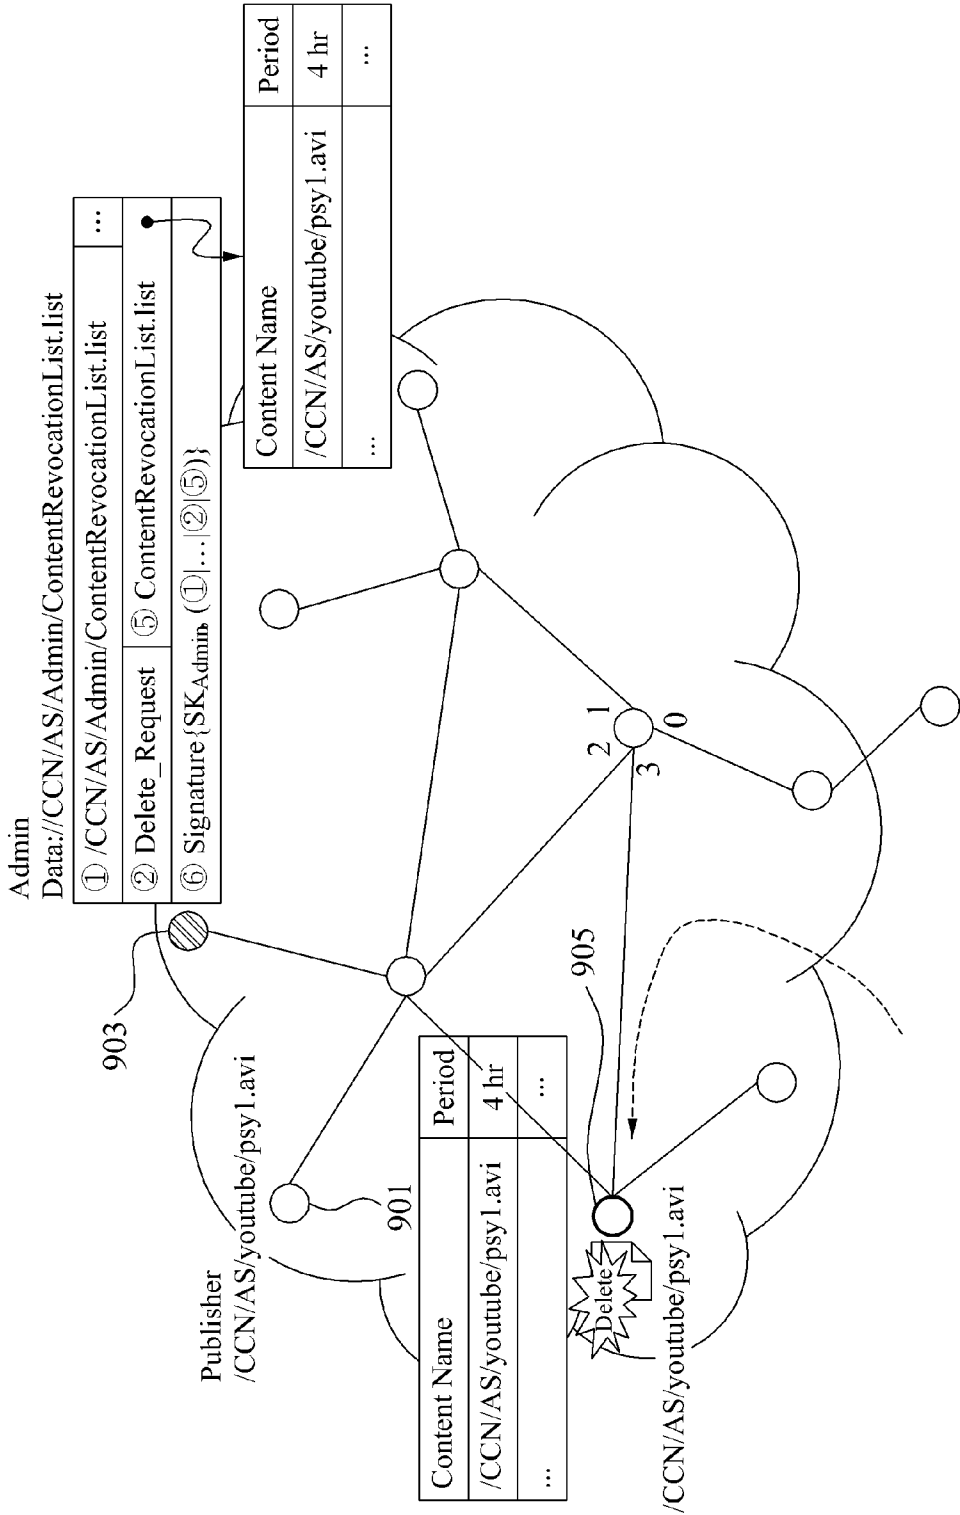 Admin
Data://CCN/AS/Admin/ContentRevocationList.list
① /CCN/AS/Admin/ContentRevocationList.list ...
② Delete_Request ⑤ ContentRevocationList.list
⑥ Signature{SKAdmin, (①|...|②|⑤)}
Content Name Period
/CCN/AS/youtube/psy1.avi 4 hr
... ...
903
Publisher
/CCN/AS/youtube/psy1.avi
901
Content Name Period
/CCN/AS/youtube/psy1.avi 4 hr
... ...
905
2 1
3 0
Delete
/CCN/AS/youtube/psy1.avi